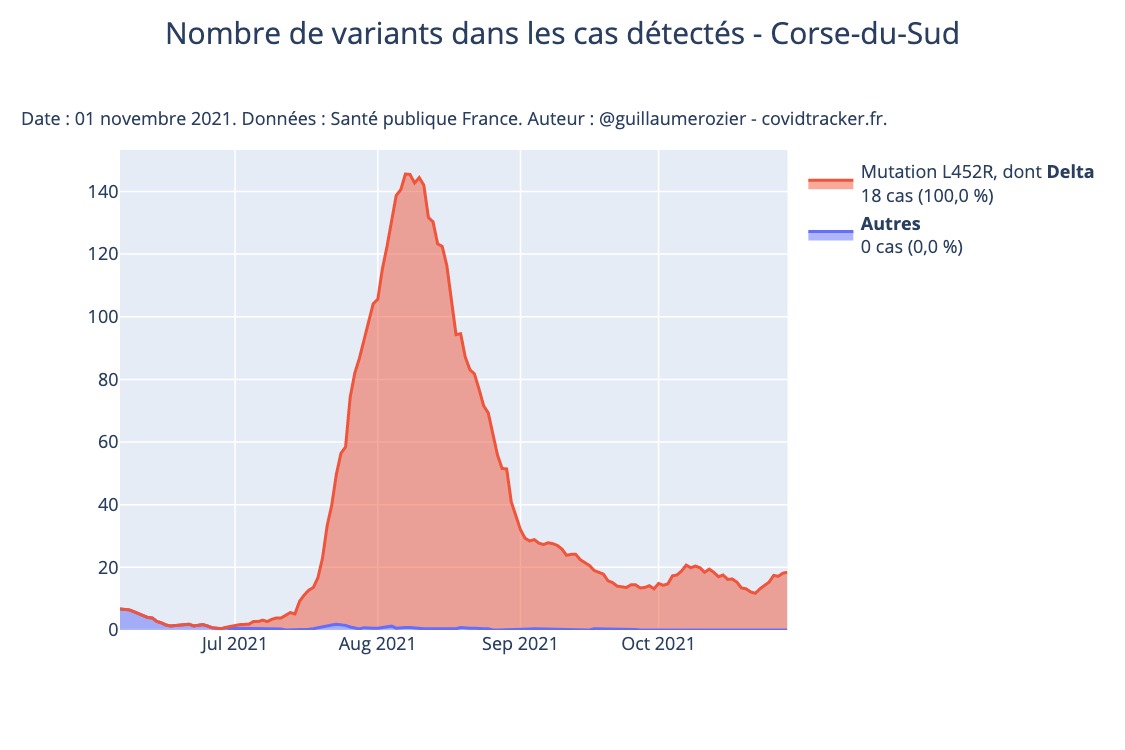 Nombre de variants dans les cas détectés - Corse-du-Sud
Date : 01 novembre 2021. Données : Santé publique France. Auteur : @guillaumerozier - covidtracker.fr.
Mutation L452R, dont Delta
18 cas (100,0 %)
Autres
0 cas (0,0 %)
140
120
100
80
60
40
20
0
Jul 2021
Aug 2021
Sep 2021
Oct 2021